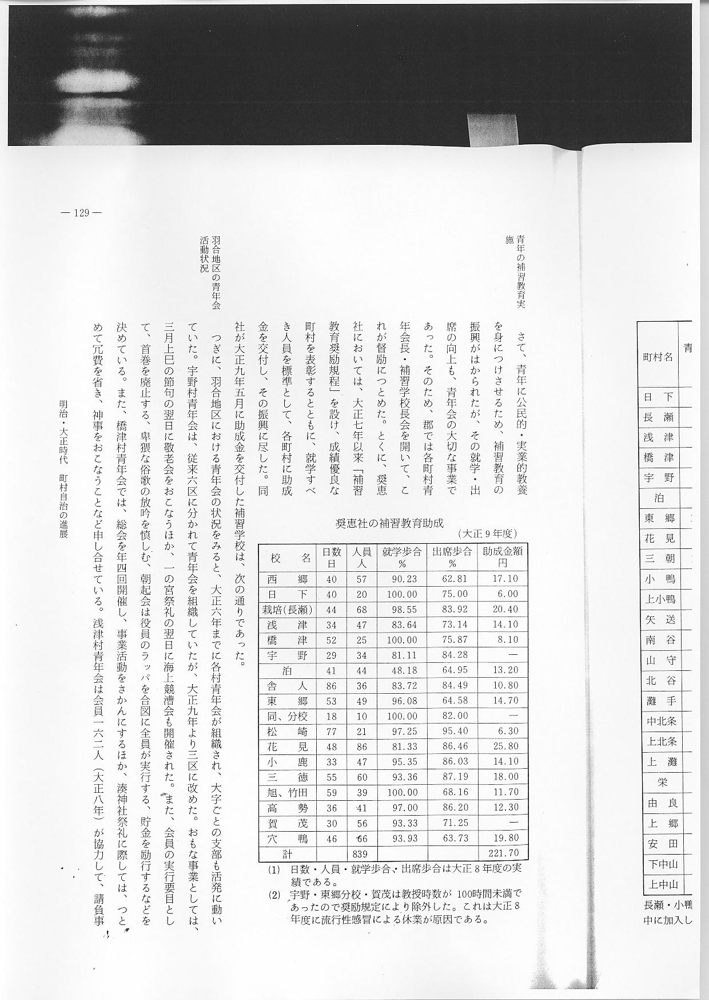 町村名
青
日　下
長　瀬
浅　津
橋　津
宇　野
泊
東　郷
花　見
三　朝
小　鴨
上小鴨
矢　送
南　谷
山　守
北　谷
灘　手
中北条
上北条
上　灘
栄
由　良
上　郷
安　田
下中山
上中山
長瀬・小鴨
中に加入し
青年の補習教育実
施
さて、青年に公民的・実業的教養
を身につけさせるため、補習教育の
振興がはかられたが、その就学・出
席の向上も、青年会の大切な事業で
あった。そのため、郡では各町村青
年会長・補習学校長会を開いて、こ
れが督励につとめた。とくに、奨恵
社においては、大正七年以来「補習
教育奨励規程」を設け、成績優良な
町村を表彰するとともに、就学すべ
き人員を標準として、各町村に助成
金を交付し、その振興に尽した。同
社が大正九年五月に助成金を交付した補習学校は、次の通りであった。
奨恵社の補習教育助成
（大正９年度）
校　名　日数 日　人員 人　就学歩合 %　出席歩合 %　助成金額 円
西　郷　40　57　90.23　62.81　17.10
日　下　40　20　100.00　75.00　6.00
栽培(長瀬)　44　68　98.55　83.92　20.40
浅　津　34　47　83.64　73.14　14.10
橋　津　52　25　100.00　75.87　8.10
宇　野　29　34　81.11　84.28　—
泊　41　44　48.18　64.95　13.20
舎　人　86　36　83.72　84.49　10.80
東　郷　53　49　96.08　64.58　14.70
同、分校　18　10　100.00　82.00　—
松　崎　77　21　97.25　95.40　6.30
花　見　48　86　81.33　86.46　25.80
小　鹿　33　47　95.35　86.03　14.10
三　徳　55　60　93.36　87.19　18.00
旭、竹田　59　39　100.00　68.16　11.70
高　勢　36　41　97.00　86.20　12.30
賀　茂　30　56　93.33　71.25　—
穴　鴨　46　66　93.93　63.73　19.80
計　839　221.70
(1)　日数・人員・就学歩合・出席歩合は大正８年度の実
績である。
(2)　宇野・東郷分校・賀茂は教授時数が 100時間未満で
あったので奨励規定により除外した。これは大正８
年度に流行性感冒による休業が原因である。
羽合地区の青年会
活動状況
つぎに、羽合地区における青年会の状況をみると、大正六年までに各村青年会が組織され、大字ごとの支部も活発に動い
ていた。宇野村青年会は、従来六区に分かれて青年会を組織していたが、大正九年より三区に改めた。おもな事業としては、
三月上巳の節句の翌日に敬老会をおこなうほか、一の宮祭礼の翌日に海上競漕会も開催された。また、会員の実行要目とし
て、首巻を廃止する、卑猥な俗歌の放吟を慎しむ、朝起会は役員のラッパを合図に全員が実行する、貯金を励行するなどを
決めている。また、橋津村青年会では、総会を年四回開催し、事業活動をさかんにするほか、湊神社祭礼に際しては、つと
めて冗費を省き、神事をおこなうことなど申し合せている。浅津村青年会は会員一六二人（大正八年）が協力して、請負事
明治・大正時代　町村自治の進展
— 129 —